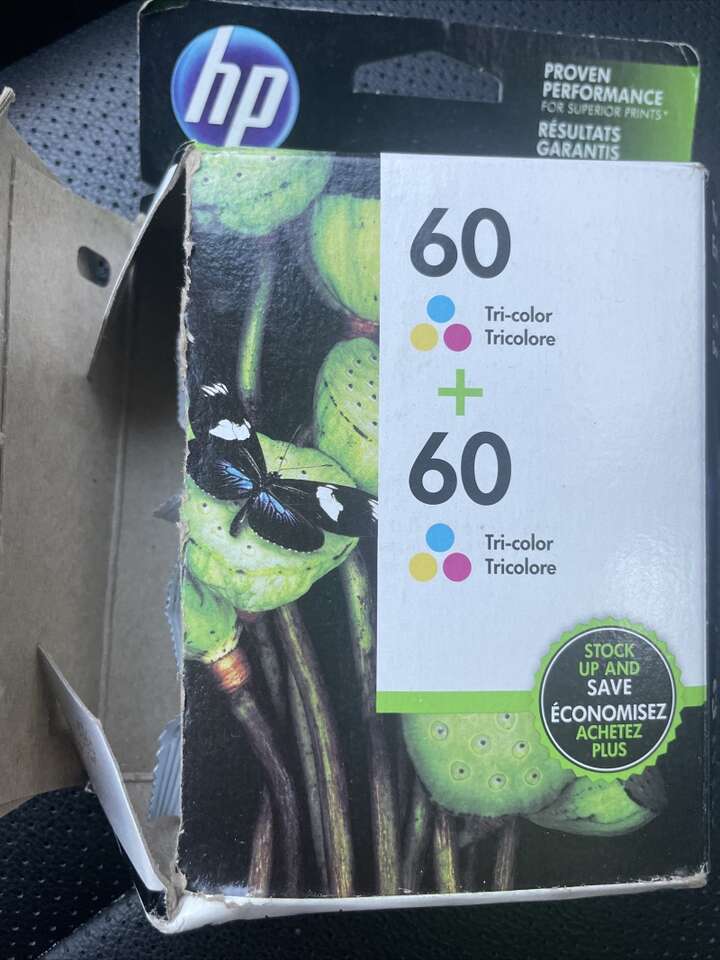 hp
PROVEN
PERFORMANCE
FOR SUPERIOR PRINTS*
RÉSULTATS
GARANTIS
60
Tri-color
Tricolore
+
60
Tri-color
Tricolore
STOCK
UP AND
SAVE
ÉCONOMISEZ
ACHETEZ
PLUS